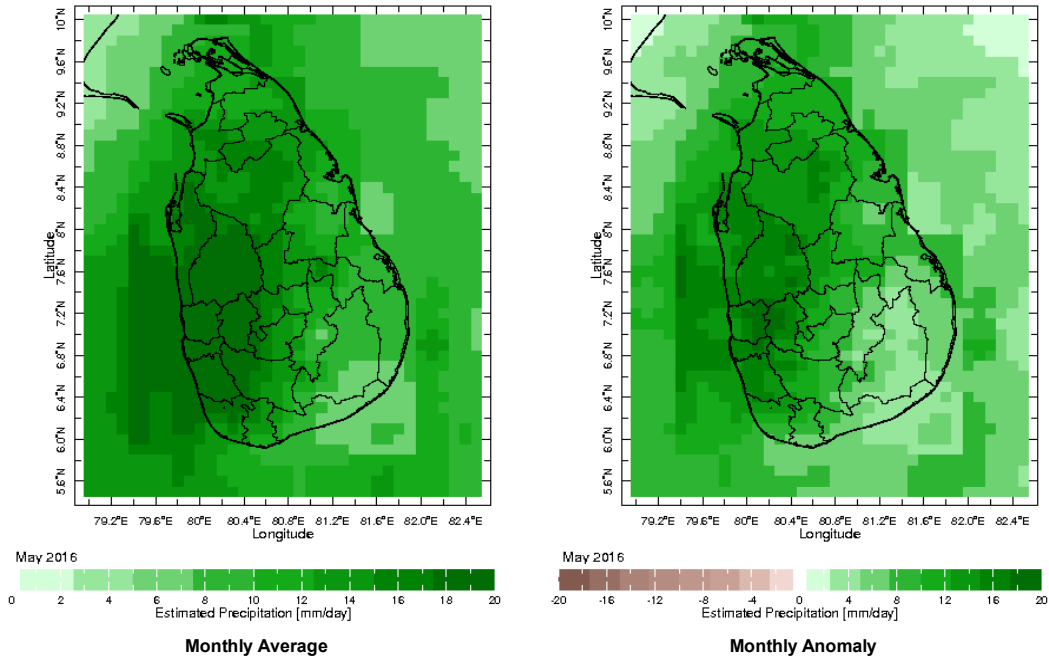 10°N
9.6°N
9.2°N
8.8°N
8.4°N
8°N
7.6°N
7.2°N
6.8°N
6.4°N
6.0°N
5.6°N
Latitude
79.2°E 79.6°E 80°E 80.4°E 80.8°E 81.2°E 81.6°E 82.0°E 82.4°E
Longitude
May 2016
0 2 4 6 8 10 12 14 16 18 20
Estimated Precipitation [mm/day]
Monthly Average
10°N
9.6°N
9.2°N
8.8°N
8.4°N
8°N
7.6°N
7.2°N
6.8°N
6.4°N
6.0°N
5.6°N
Latitude
79.2°E 79.6°E 80°E 80.4°E 80.8°E 81.2°E 81.6°E 82.0°E 82.4°E
Longitude
May 2016
-20 -16 -12 -8 -4 0 4 8 12 16 20
Estimated Precipitation [mm/day]
Monthly Anomaly